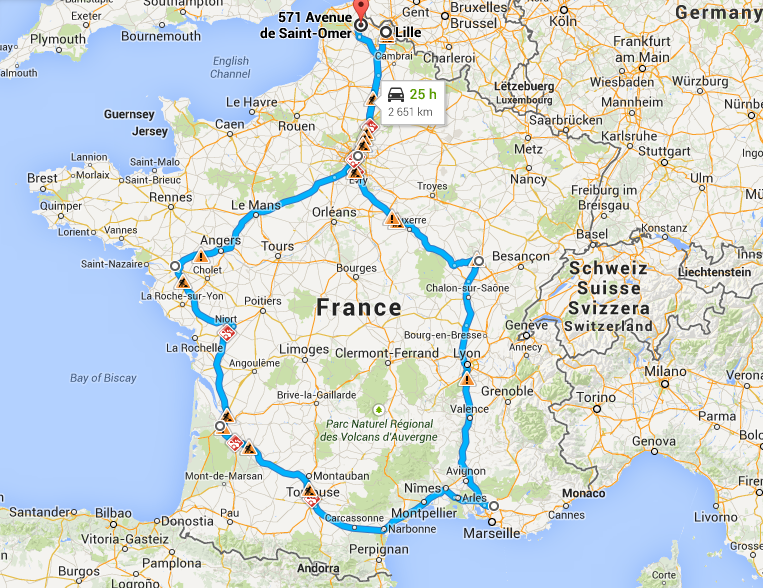 Southampton
Gent
Bruxelles
Brussel
Germany
Exeter
Plymouth
Bournemouth
571 Avenue
de Saint-Omer
Lille
Köln
Charleroi
Cambrai
Frankfurt
am Main
English
Channel
25 h
2 651 km
Lëtzebuerg
Luxembourg
Wiesbaden
Würzburg
Mannheim
Nürnberg
Guernsey
Jersey
Le Havre
Rouen
Caen
Saarbrücken
Karlsruhe
Metz
Stuttgart
Lannion
Morlaix
Saint-Malo
Saint-Brieuc
Brest
Quimper
Rennes
Evry
Nancy
Ulm
Troyes
Freiburg im
Breisgau
Lorient
Vannes
Le Mans
Orléans
Basel
Konstanz
Saint-Nazaire
Angers
Cholet
Tours
Bourges
Besançon
Schweiz
Suisse
Svizzera
Switzerland
Liechtenstein
La Roche-sur-Yon
Poitiers
Chalon-sur-Saône
France
Niort
La Rochelle
Bourg-en-Bresse
Genève
Annecy
Limoges
Clermont-Ferrand
Lyon
Angoulême
Bay of Biscay
Brive-la-Gaillarde
Grenoble
Milano
Torino
Parc Naturel Régional
des Volcans d'Auvergne
Valence
Parma
Genova
Mont-de-Marsan
Montauban
Avignon
Toulouse
Nîmes
Arles
Monaco
Montpellier
Cannes
Santander
Bilbao
Donostia
Pau
Carcassonne
Narbonne
Marseille
Livorno
Vitoria-Gasteiz
Pamplona
Perpignan
Andorra
Burgos
Logroño
Corte